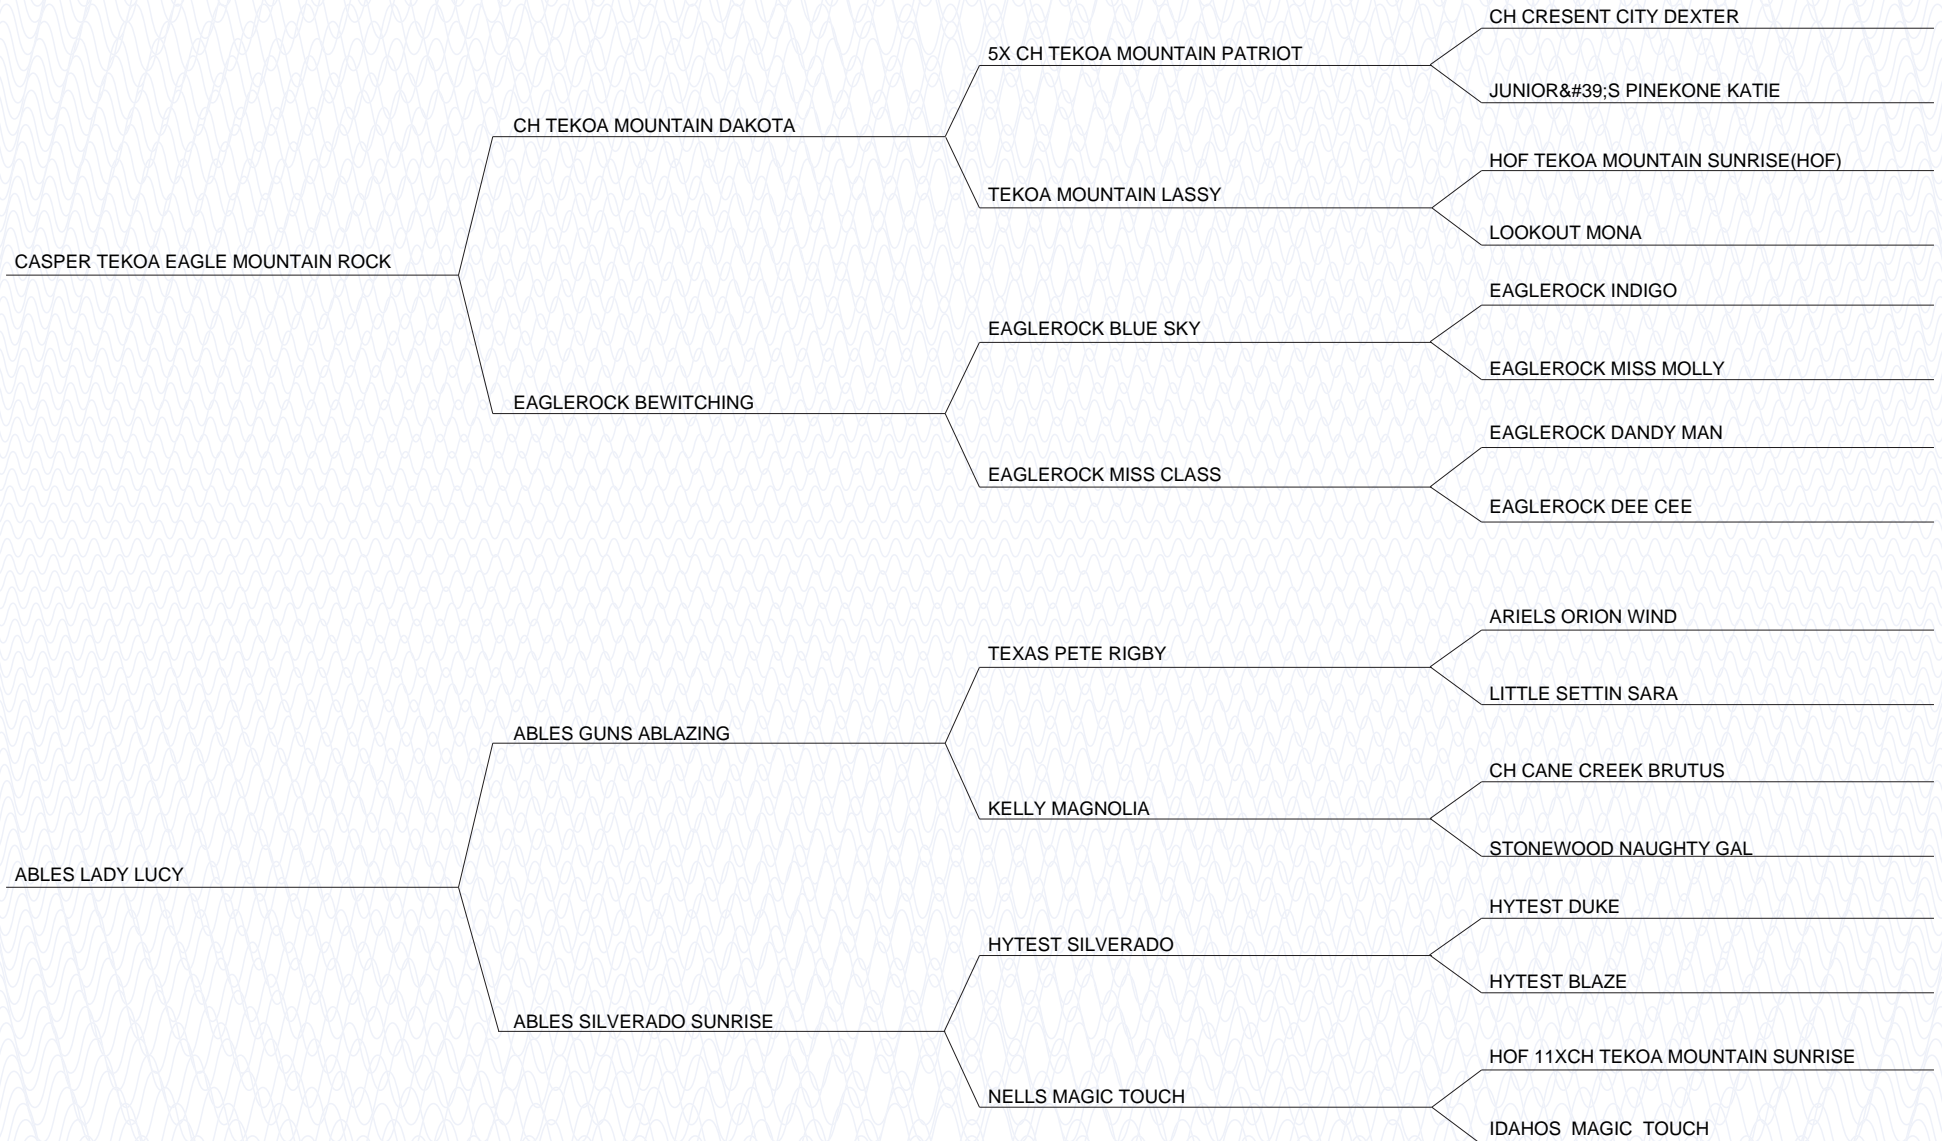 CH CRESENT CITY DEXTER
5X CH TEKOA MOUNTAIN PATRIOT
JUNIOR&#39;S PINEKONE KATIE
CH TEKOA MOUNTAIN DAKOTA
HOF TEKOA MOUNTAIN SUNRISE(HOF)
TEKOA MOUNTAIN LASSY
LOOKOUT MONA
CASPER TEKOA EAGLE MOUNTAIN ROCK
EAGLEROCK INDIGO
EAGLEROCK BLUE SKY
EAGLEROCK MISS MOLLY
EAGLEROCK BEWITCHING
EAGLEROCK DANDY MAN
EAGLEROCK MISS CLASS
EAGLEROCK DEE CEE
ARIELS ORION WIND
TEXAS PETE RIGBY
LITTLE SETTIN SARA
ABLES GUNS ABLAZING
CH CANE CREEK BRUTUS
KELLY MAGNOLIA
STONEWOOD NAUGHTY GAL
ABLES LADY LUCY
HYTEST DUKE
HYTEST SILVERADO
HYTEST BLAZE
ABLES SILVERADO SUNRISE
HOF 11XCH TEKOA MOUNTAIN SUNRISE
NELLS MAGIC TOUCH
IDAHOS  MAGIC  TOUCH